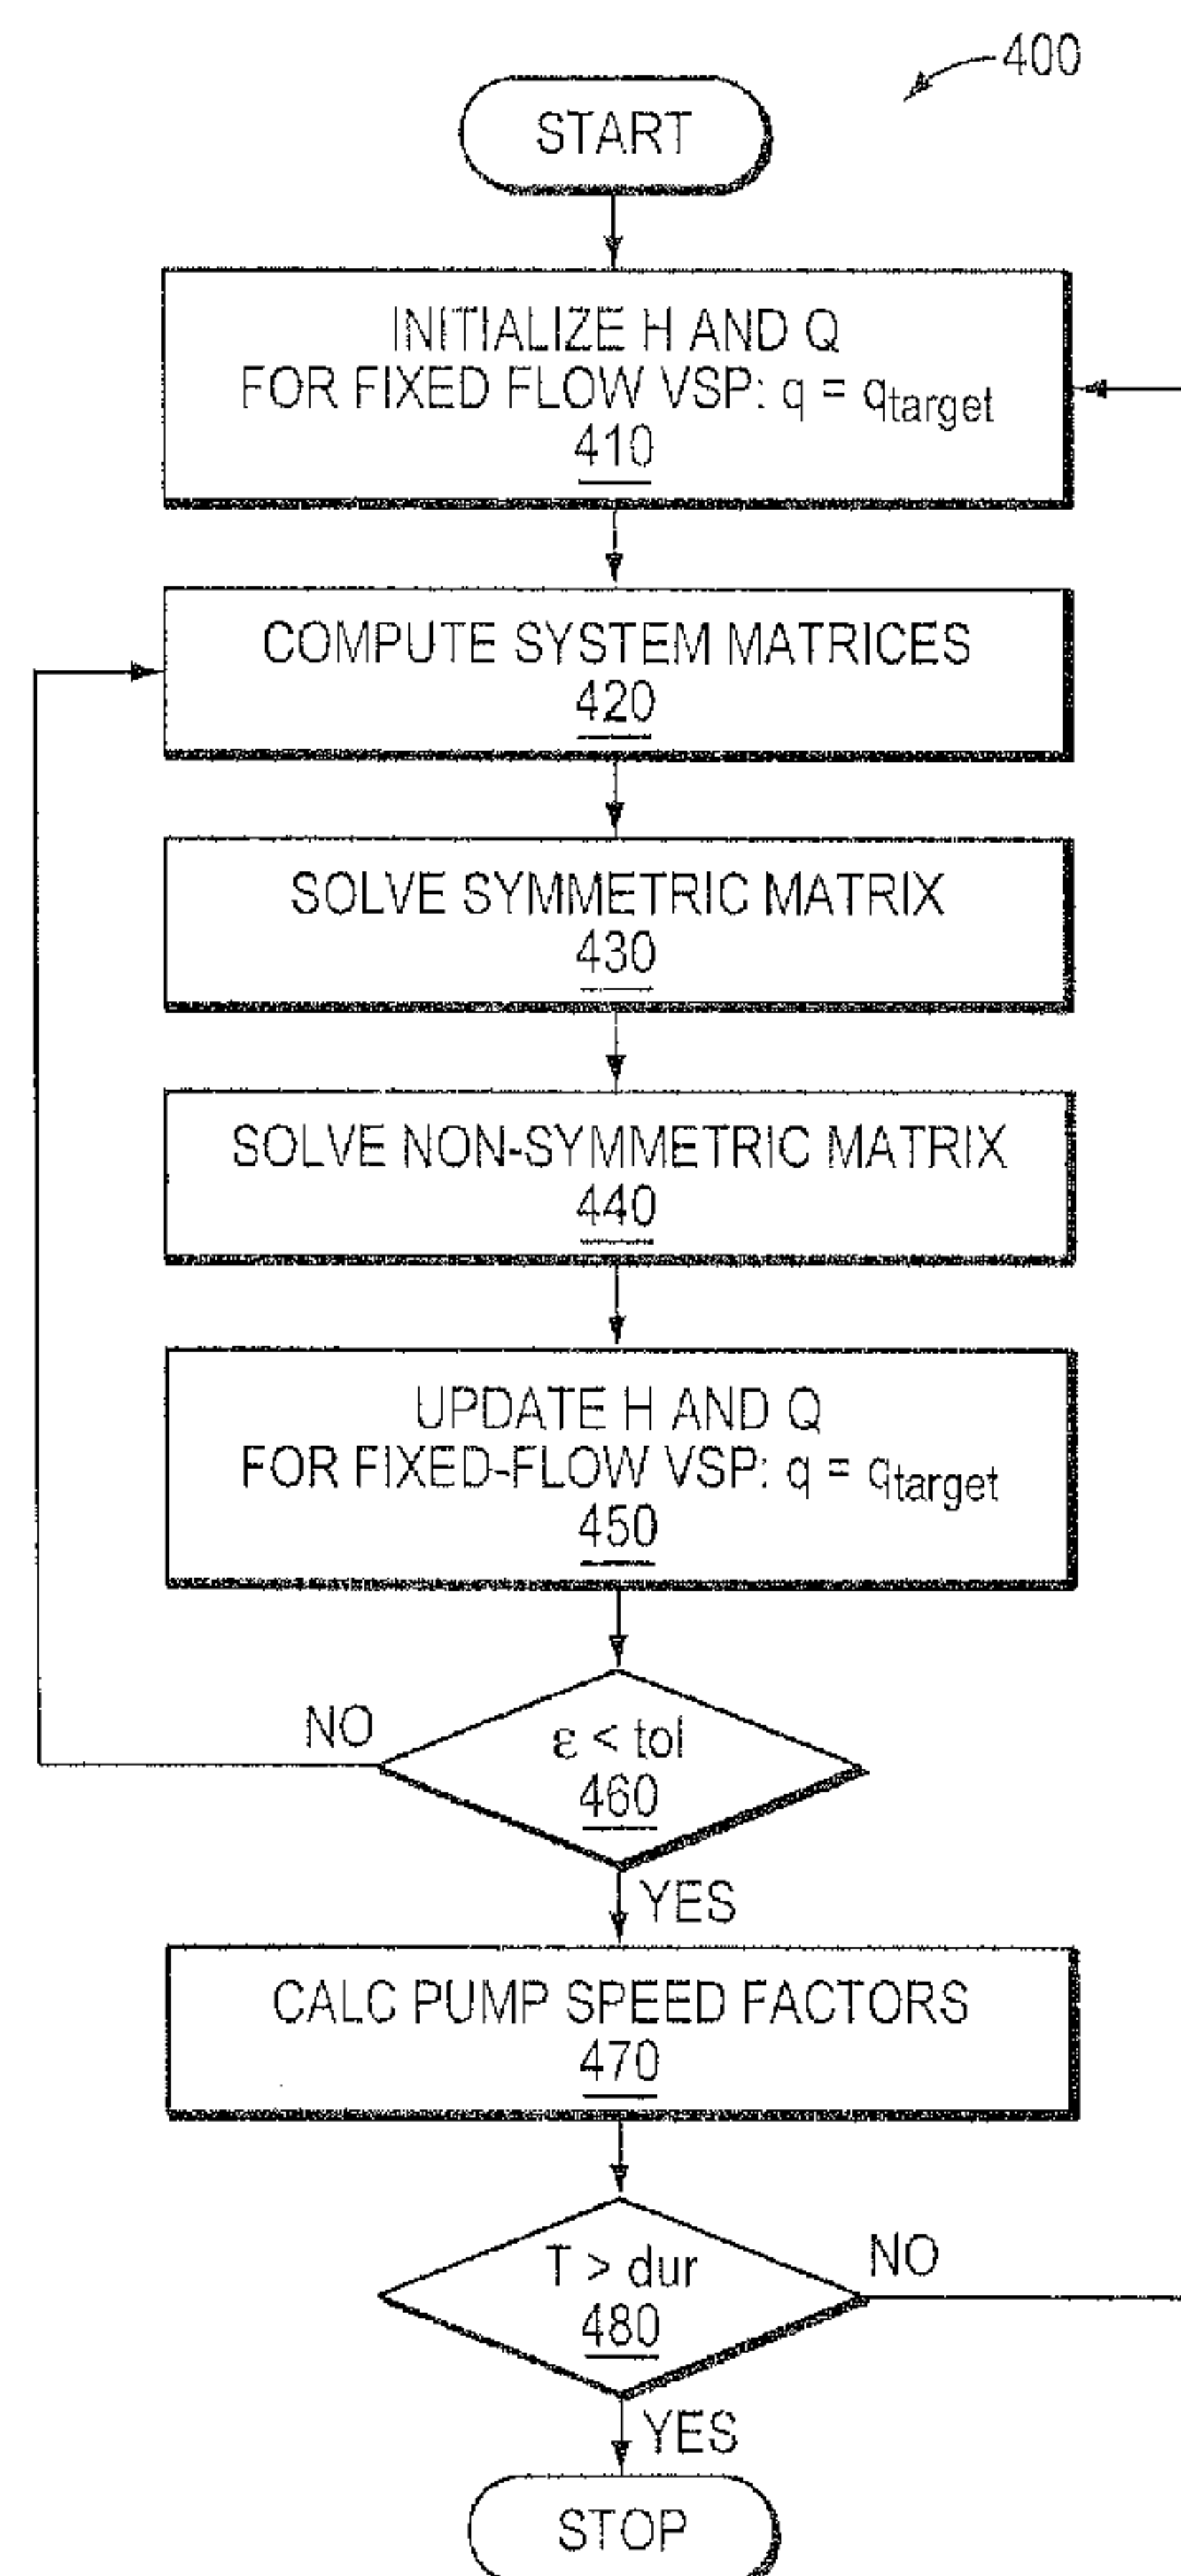 400
START
INITIALIZE H AND Q
FOR FIXED FLOW VSP: q = qtarget
410
COMPUTE SYSTEM MATRICES
420
SOLVE SYMMETRIC MATRIX
430
SOLVE NON-SYMMETRIC MATRIX
440
UPDATE H AND Q
FOR FIXED-FLOW VSP: q = qtarget
450
NO
ε < tol
460
YES
CALC PUMP SPEED FACTORS
470
T > dur
NO
480
YES
STOP